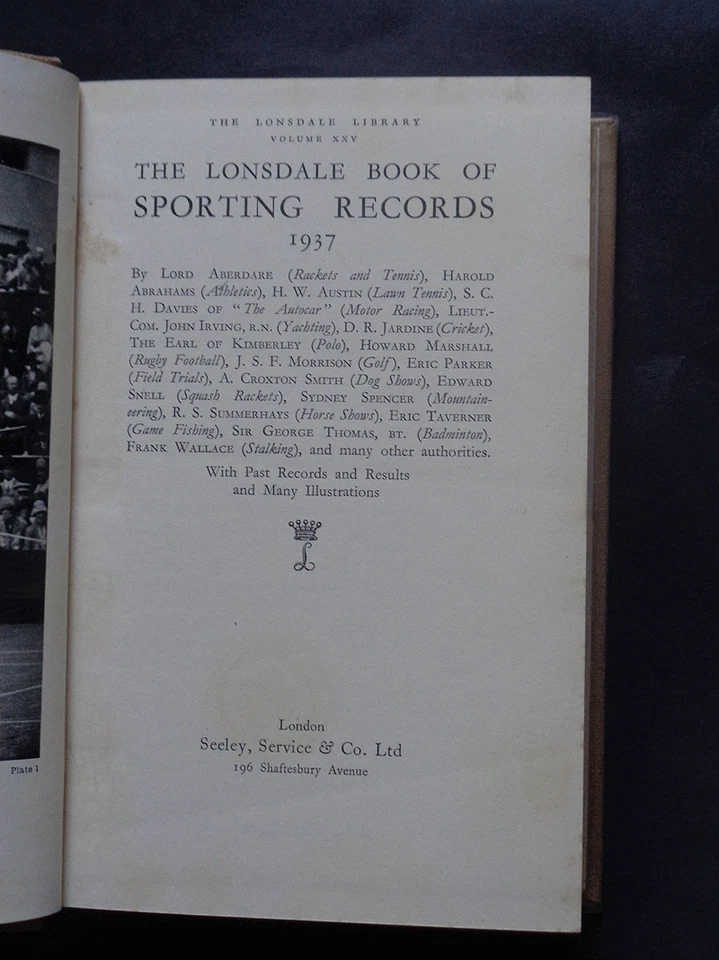 THE LONSDALE LIBRARY
VOLUME XXV
THE LONSDALE BOOK OF
SPORTING RECORDS
1937
By LORD ABERDARE (Rackets and Tennis), HAROLD
ABRAHAMS (Athletics), H. W. AUSTIN (Lawn Tennis), S. C.
H. DAVIES OF "The Autocar" (Motor Racing), LIEUT.-
COM. JOHN IRVING, R.N. (Yachting), D. R. JARDINE (Cricket),
THE EARL OF KIMBERLEY (Polo), HOWARD MARSHALL
(Rugby Football), J. S. F. MORRISON (Golf), ERIC PARKER
(Field Trials), A. CROXTON SMITH (Dog Shows), EDWARD
SNELL (Squash Rackets), SYDNEY SPENCER (Mountain-
eering), R. S. SUMMERHAYS (Horse Shows), ERIC TAVERNER
(Game Fishing), SIR GEORGE THOMAS, BT. (Badminton),
FRANK WALLACE (Stalking), and many other authorities.
With Past Records and Results
and Many Illustrations
L
London
Seeley, Service & Co. Ltd
196 Shaftesbury Avenue
Plate 1